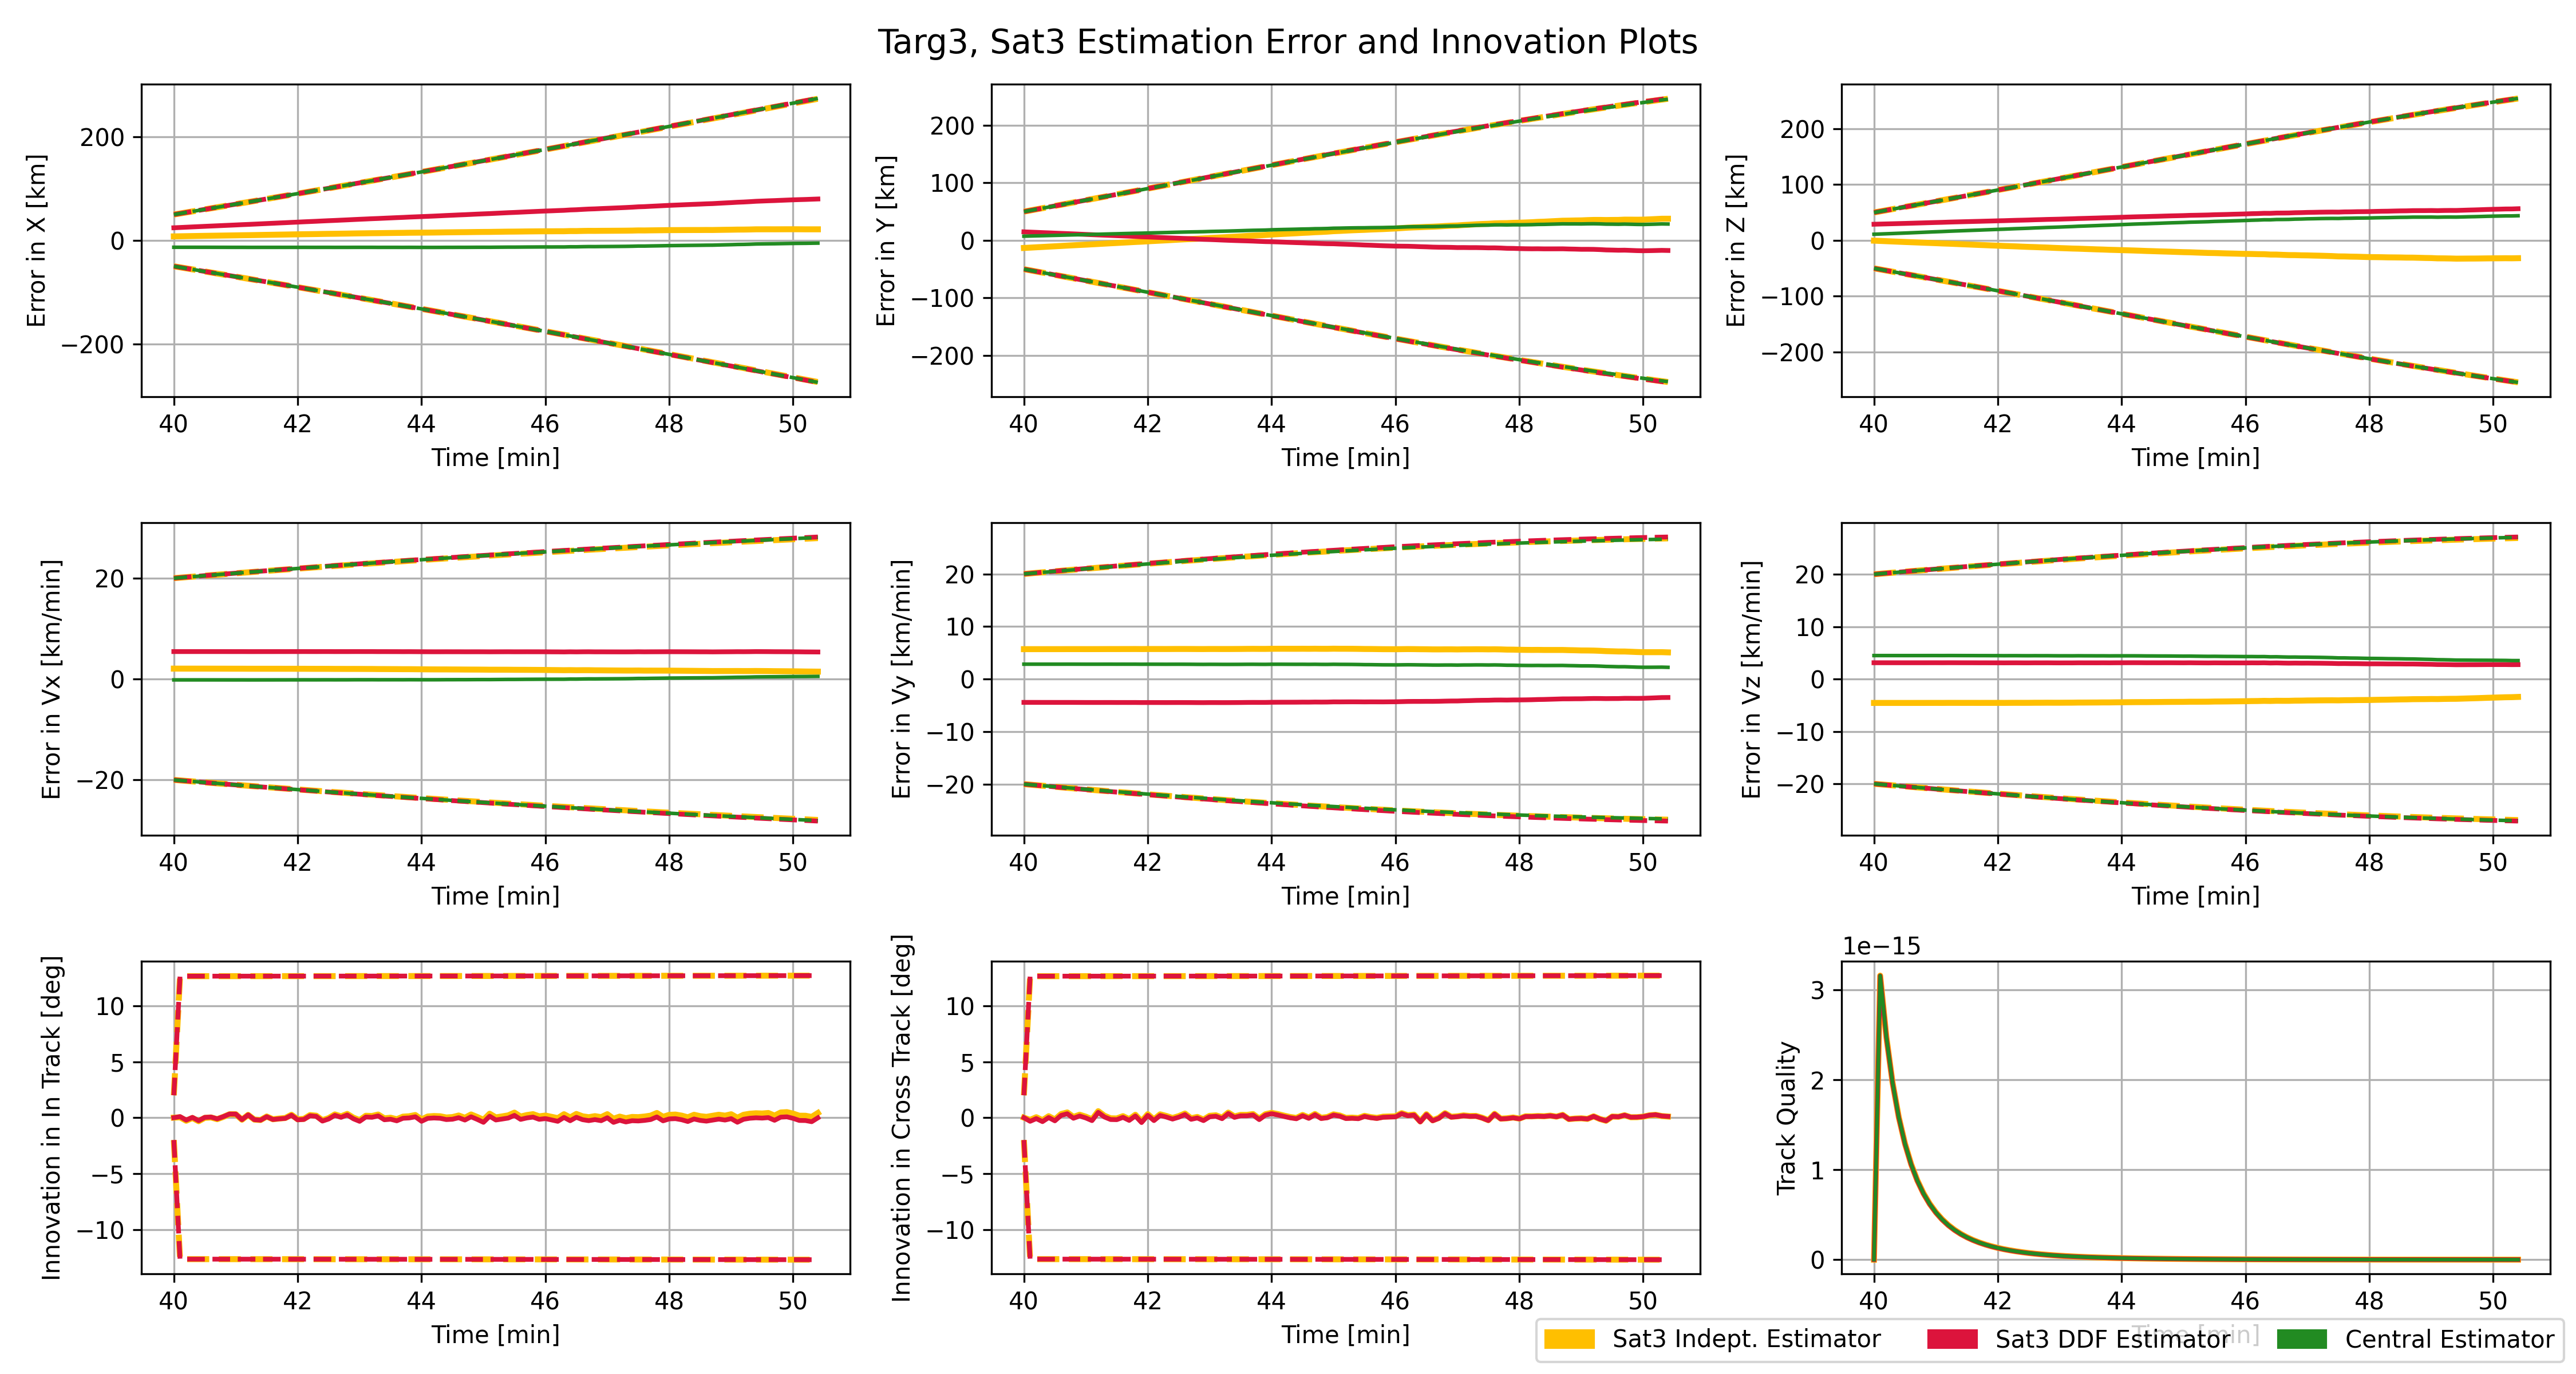 Targ3, Sat3 Estimation Error and Innovation Plots
Error in X [km]
200
0
−200
40 42 44 46 48 50
Time [min]
Error in Y [km]
200
100
0
−100
−200
40 42 44 46 48 50
Time [min]
Error in Z [km]
200
100
0
−100
−200
40 42 44 46 48 50
Time [min]
Error in Vx [km/min]
20
0
−20
40 42 44 46 48 50
Time [min]
Error in Vy [km/min]
20
10
0
−10
−20
40 42 44 46 48 50
Time [min]
Error in Vz [km/min]
20
10
0
−10
−20
40 42 44 46 48 50
Time [min]
Innovation in In Track [deg]
10
5
0
−5
−10
40 42 44 46 48 50
Time [min]
Innovation in Cross Track [deg]
10
5
0
−5
−10
40 42 44 46 48 50
Time [min]
1e−15
Track Quality
3
2
1
0
40 42 44 46 48 50
Time [min]
Sat3 Indept. Estimator Sat3 DDF Estimator Central Estimator